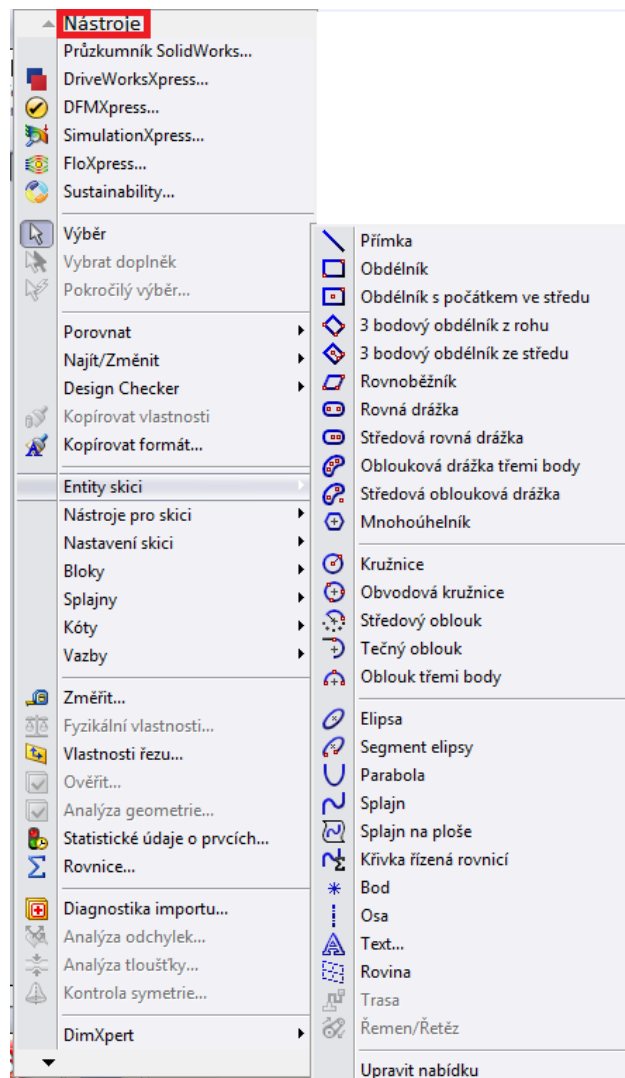 Nástroje
Průzkumník SolidWorks...
DriveWorksXpress...
DFMXpress...
SimulationXpress...
FloXpress...
Sustainability...
Výběr
Vybrat doplněk
Pokročilý výběr...
Porovnat
Najít/Změnit
Design Checker
Kopírovat vlastnosti
Kopírovat formát...
Entity skici
Nástroje pro skici
Nastavení skici
Bloky
Splajny
Kóty
Vazby
Změřit...
Fyzikální vlastnosti...
Vlastnosti řezu...
Ověřit...
Analýza geometrie...
Statistické údaje o prvcích...
Rovnice...
Diagnostika importu...
Analýza odchylek...
Analýza tloušťky...
Kontrola symetrie...
DimXpert
Přímka
Obdélník
Obdélník s počátkem ve středu
3 bodový obdélník z rohu
3 bodový obdélník ze středu
Rovnoběžník
Rovná drážka
Středová rovná drážka
Oblouková drážka třemi body
Středová oblouková drážka
Mnohoúhelník
Kružnice
Obvodová kružnice
Středový oblouk
Tečný oblouk
Oblouk třemi body
Elipsa
Segment elipsy
Parabola
Splajn
Splajn na ploše
Křivka řízená rovnicí
Bod
Osa
Text...
Rovina
Trasa
Řemen/Řetěz
Upravit nabídku